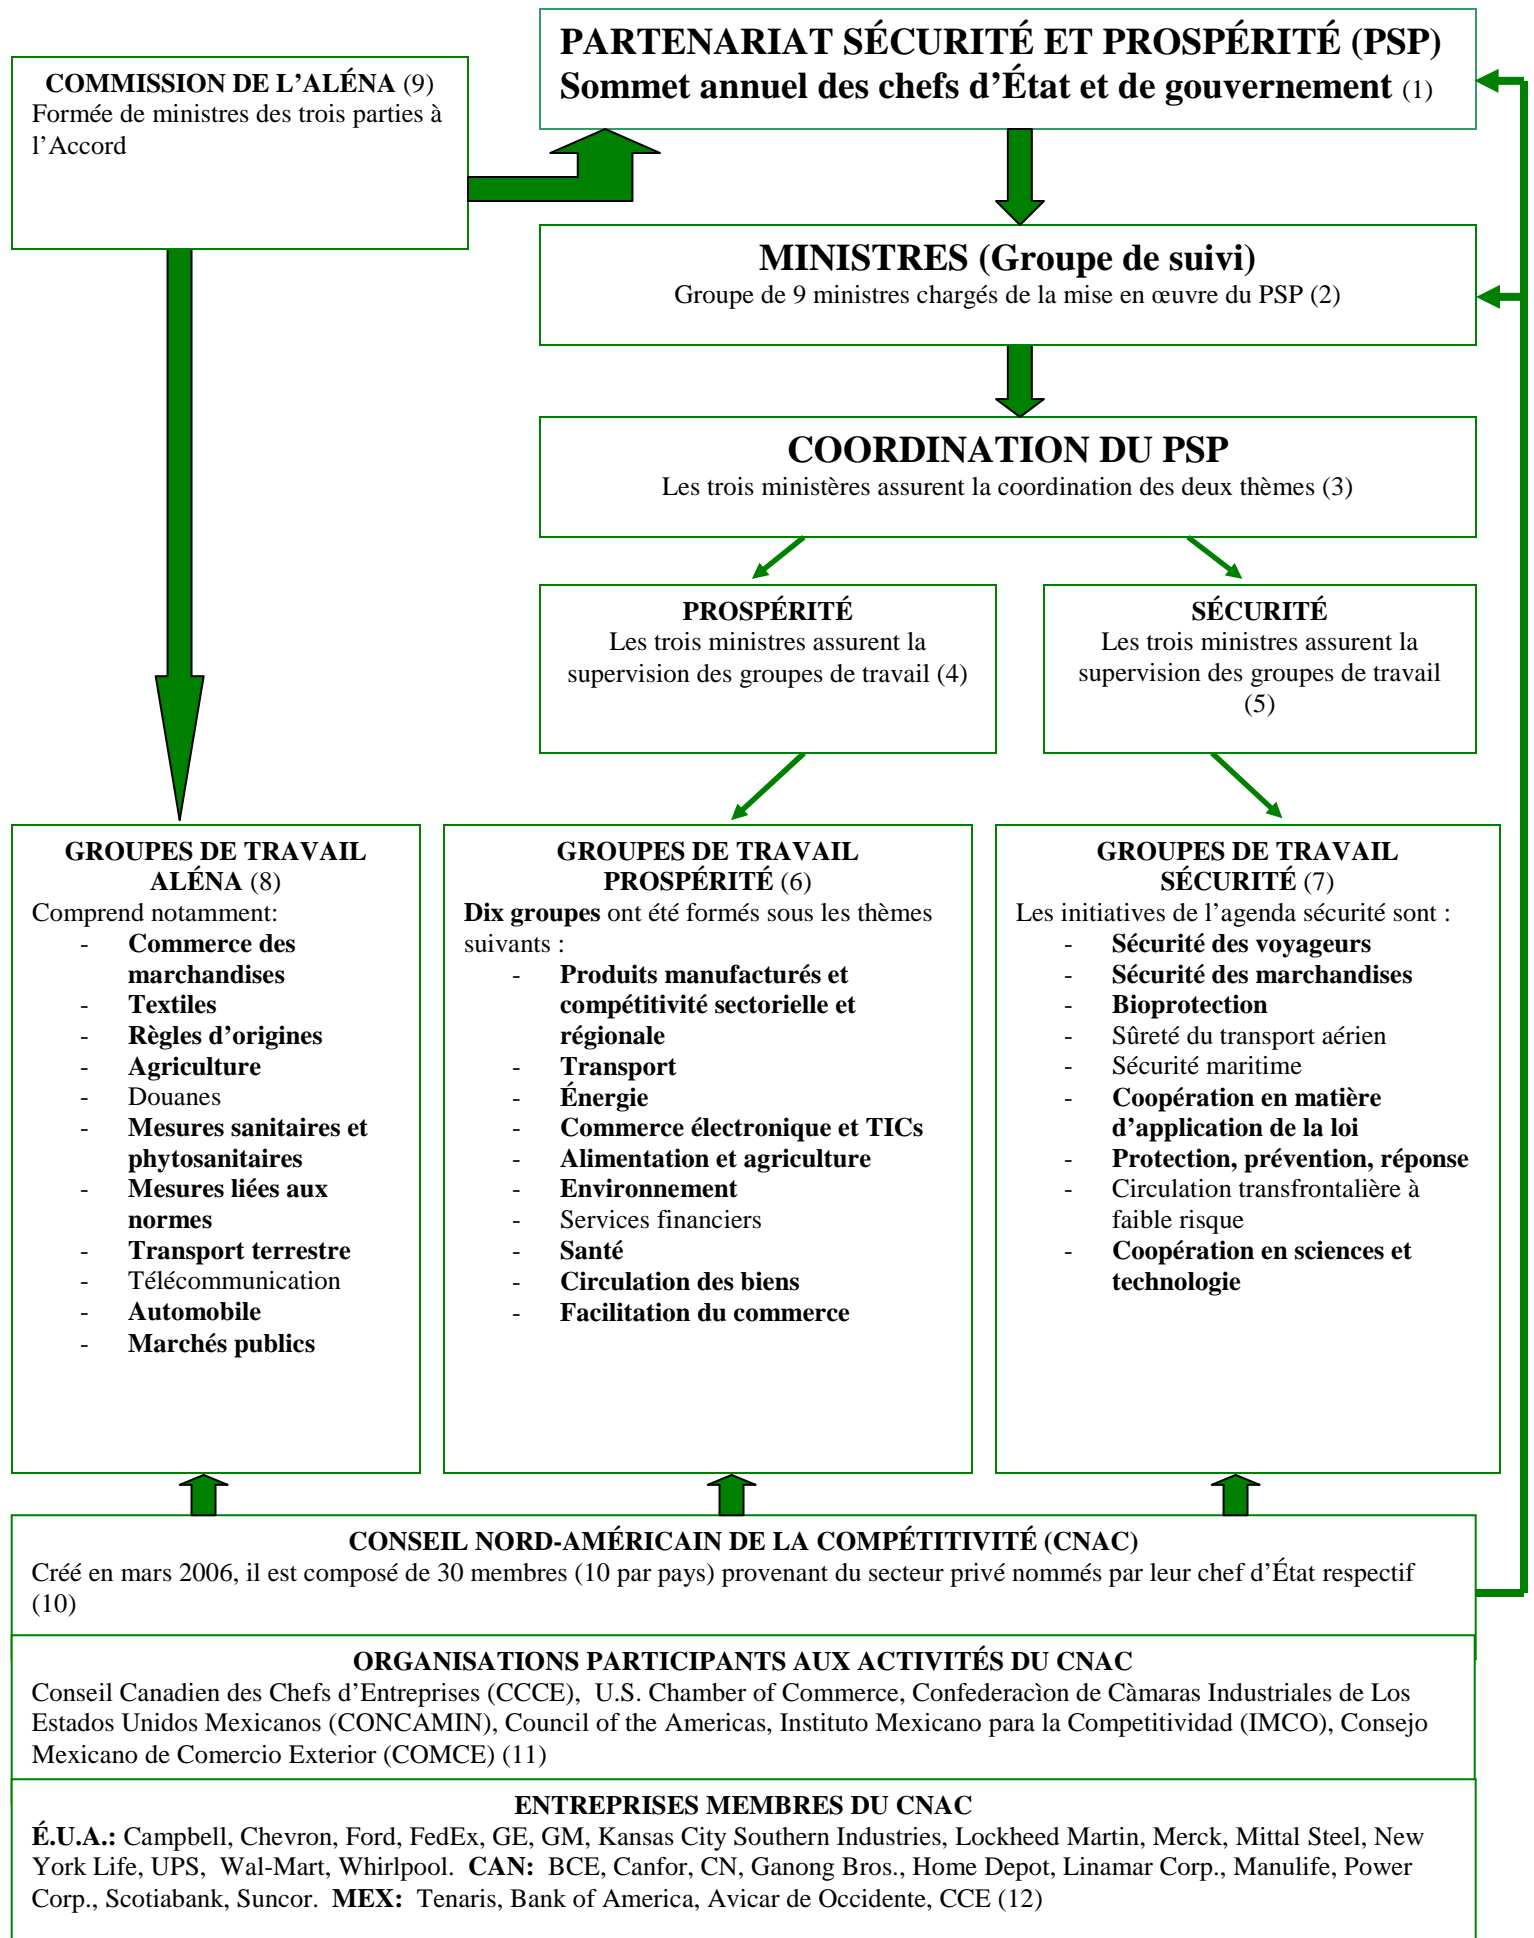 PARTENARIAT SÉCURITÉ ET PROSPÉRITÉ (PSP)
Sommet annuel des chefs d’État et de gouvernement (1)
COMMISSION DE L’ALÉNA (9)
Formée de ministres des trois parties à
l’Accord
MINISTRES (Groupe de suivi)
Groupe de 9 ministres chargés de la mise en œuvre du PSP (2)
COORDINATION DU PSP
Les trois ministères assurent la coordination des deux thèmes (3)
PROSPÉRITÉ
Les trois ministres assurent la
supervision des groupes de travail (4)
SÉCURITÉ
Les trois ministres assurent la
supervision des groupes de travail
(5)
GROUPES DE TRAVAIL
ALÉNA (8)
Comprend notamment:
- Commerce des
marchandises
- Textiles
- Règles d’origines
- Agriculture
- Douanes
- Mesures sanitaires et
phytosanitaires
- Mesures liées aux
normes
- Transport terrestre
- Télécommunication
- Automobile
- Marchés publics
GROUPES DE TRAVAIL
PROSPÉRITÉ (6)
Dix groupes ont été formés sous les thèmes
suivants :
- Produits manufacturés et
compétitivité sectorielle et
régionale
- Transport
- Énergie
- Commerce électronique et TICs
- Alimentation et agriculture
- Environnement
- Services financiers
- Santé
- Circulation des biens
- Facilitation du commerce
GROUPES DE TRAVAIL
SÉCURITÉ (7)
Les initiatives de l’agenda sécurité sont :
- Sécurité des voyageurs
- Sécurité des marchandises
- Bioprotection
- Sûreté du transport aérien
- Sécurité maritime
- Coopération en matière
d’application de la loi
- Protection, prévention, réponse
- Circulation transfrontalière à
faible risque
- Coopération en sciences et
technologie
CONSEIL NORD-AMÉRICAIN DE LA COMPÉTITIVITÉ (CNAC)
Créé en mars 2006, il est composé de 30 membres (10 par pays) provenant du secteur privé nommés par leur chef d’État respectif
(10)
ORGANISATIONS PARTICIPANTS AUX ACTIVITÉS DU CNAC
Conseil Canadien des Chefs d’Entreprises (CCCE), U.S. Chamber of Commerce, Confederacìon de Càmaras Industriales de Los
Estados Unidos Mexicanos (CONCAMIN), Council of the Americas, Instituto Mexicano para la Competitividad (IMCO), Consejo
Mexicano de Comercio Exterior (COMCE) (11)
ENTREPRISES MEMBRES DU CNAC
É.U.A.: Campbell, Chevron, Ford, FedEx, GE, GM, Kansas City Southern Industries, Lockheed Martin, Merck, Mittal Steel, New
York Life, UPS, Wal-Mart, Whirlpool. CAN: BCE, Canfor, CN, Ganong Bros., Home Depot, Linamar Corp., Manulife, Power
Corp., Scotiabank, Suncor. MEX: Tenaris, Bank of America, Avicar de Occidente, CCE (12)